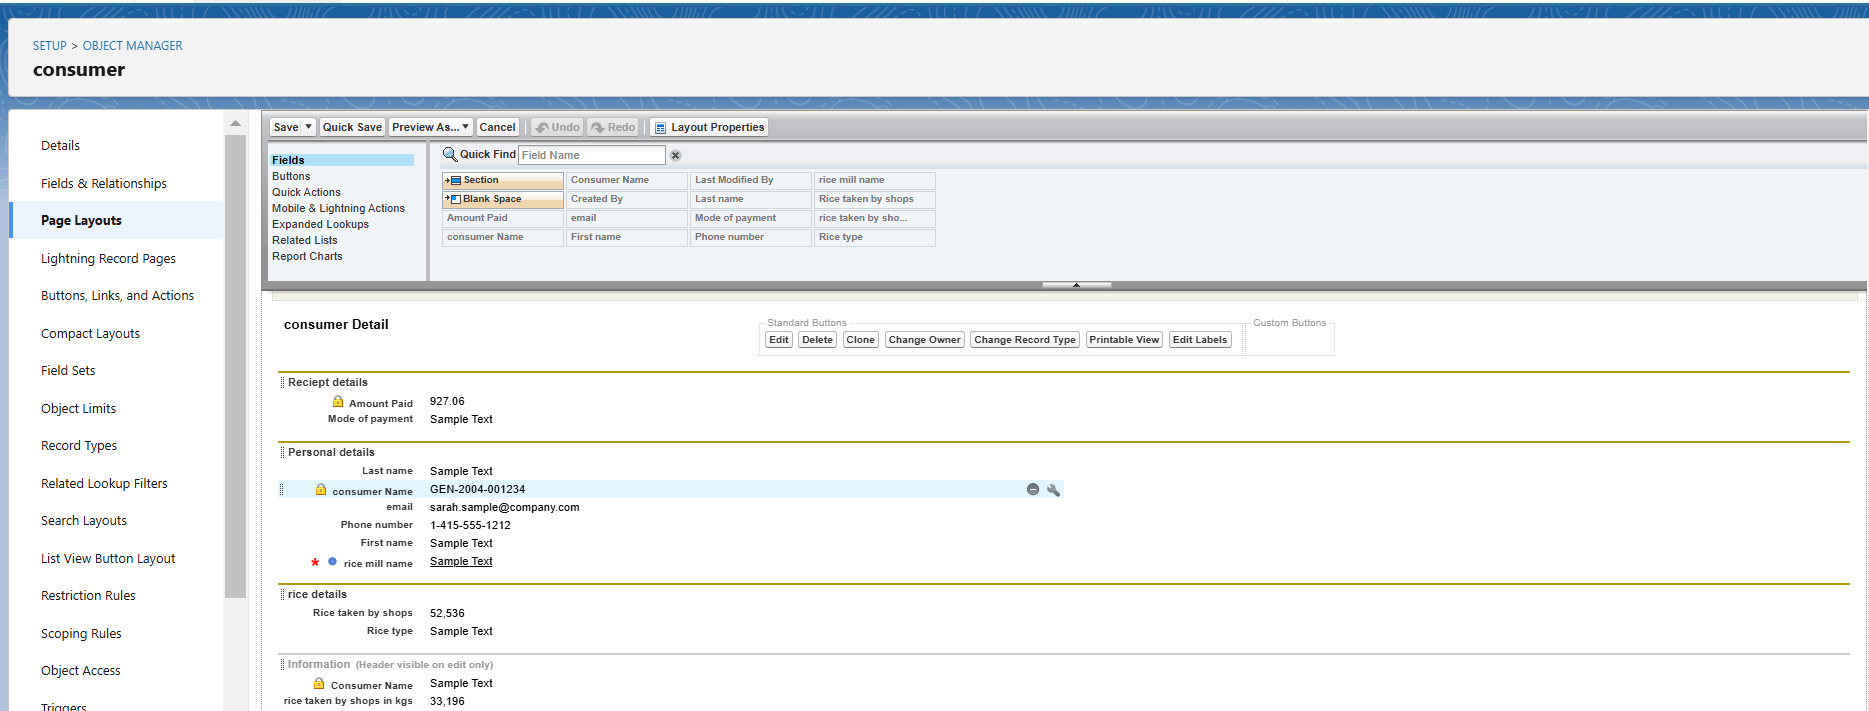 SETUP > OBJECT MANAGER
consumer
Details
Fields & Relationships
Page Layouts
Lightning Record Pages
Buttons, Links, and Actions
Compact Layouts
Field Sets
Object Limits
Record Types
Related Lookup Filters
Search Layouts
List View Button Layout
Restriction Rules
Scoping Rules
Object Access
Triggers
Save Quick Save Preview As... Cancel Undo Redo Layout Properties
Fields
Buttons
Quick Actions
Mobile & Lightning Actions
Expanded Lookups
Related Lists
Report Charts
Quick Find Field Name
Section Consumer Name Last Modified By rice mill name
Blank Space Created By Last name Rice taken by shops
Amount Paid email Mode of payment rice taken by sho...
consumer Name First name Phone number Rice type
consumer Detail
Standard Buttons
Edit Delete Clone Change Owner Change Record Type Printable View Edit Labels
Custom Buttons
Reciept details
Amount Paid 927.06
Mode of payment Sample Text
Personal details
Last name Sample Text
consumer Name GEN-2004-001234
email sarah.sample@company.com
Phone number 1-415-555-1212
First name Sample Text
* rice mill name Sample Text
rice details
Rice taken by shops 52,536
Rice type Sample Text
Information (Header visible on edit only)
Consumer Name Sample Text
rice taken by shops in kgs 33,196